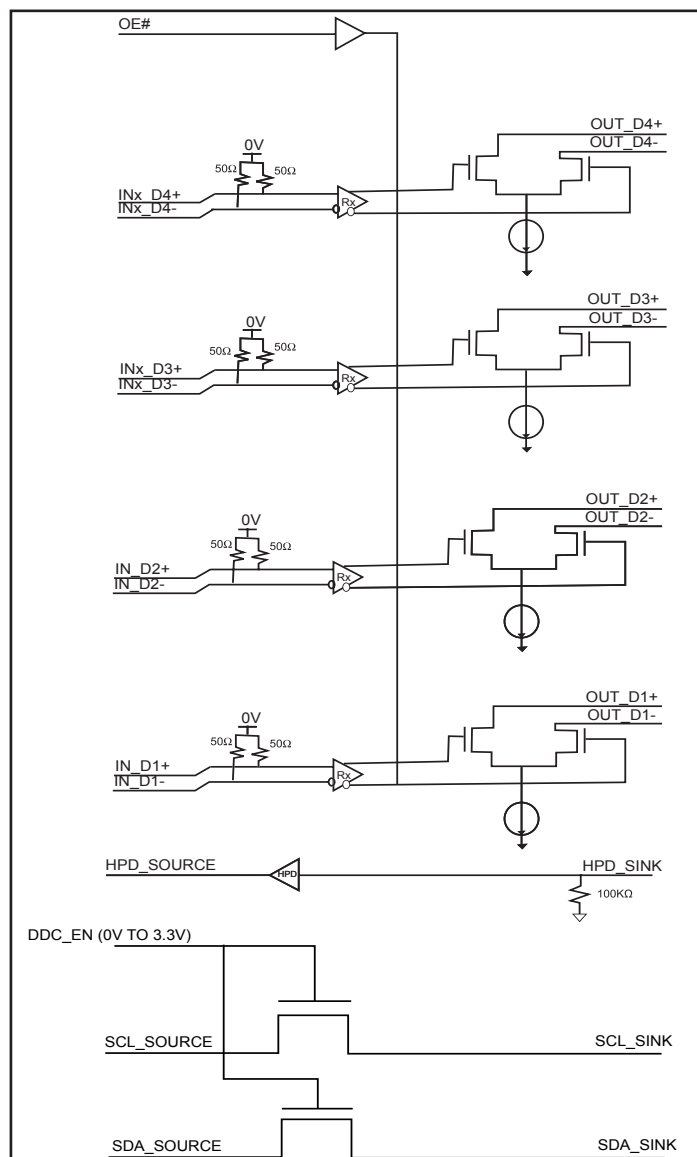 OE#
OUT_D4+
0V
OUT_D4-
50Ω 50Ω
INx_D4+
INx_D4-
Rx
OUT_D3+
0V
OUT_D3-
50Ω 50Ω
INx_D3+
INx_D3-
Rx
OUT_D2+
0V
OUT_D2-
50Ω 50Ω
IN_D2+
IN_D2-
Rx
OUT_D1+
0V
OUT_D1-
50Ω 50Ω
IN_D1+
IN_D1-
Rx
HPD_SOURCE HPD HPD_SINK
100KΩ
DDC_EN (0V TO 3.3V)
SCL_SOURCE SCL_SINK
SDA_SOURCE SDA_SINK